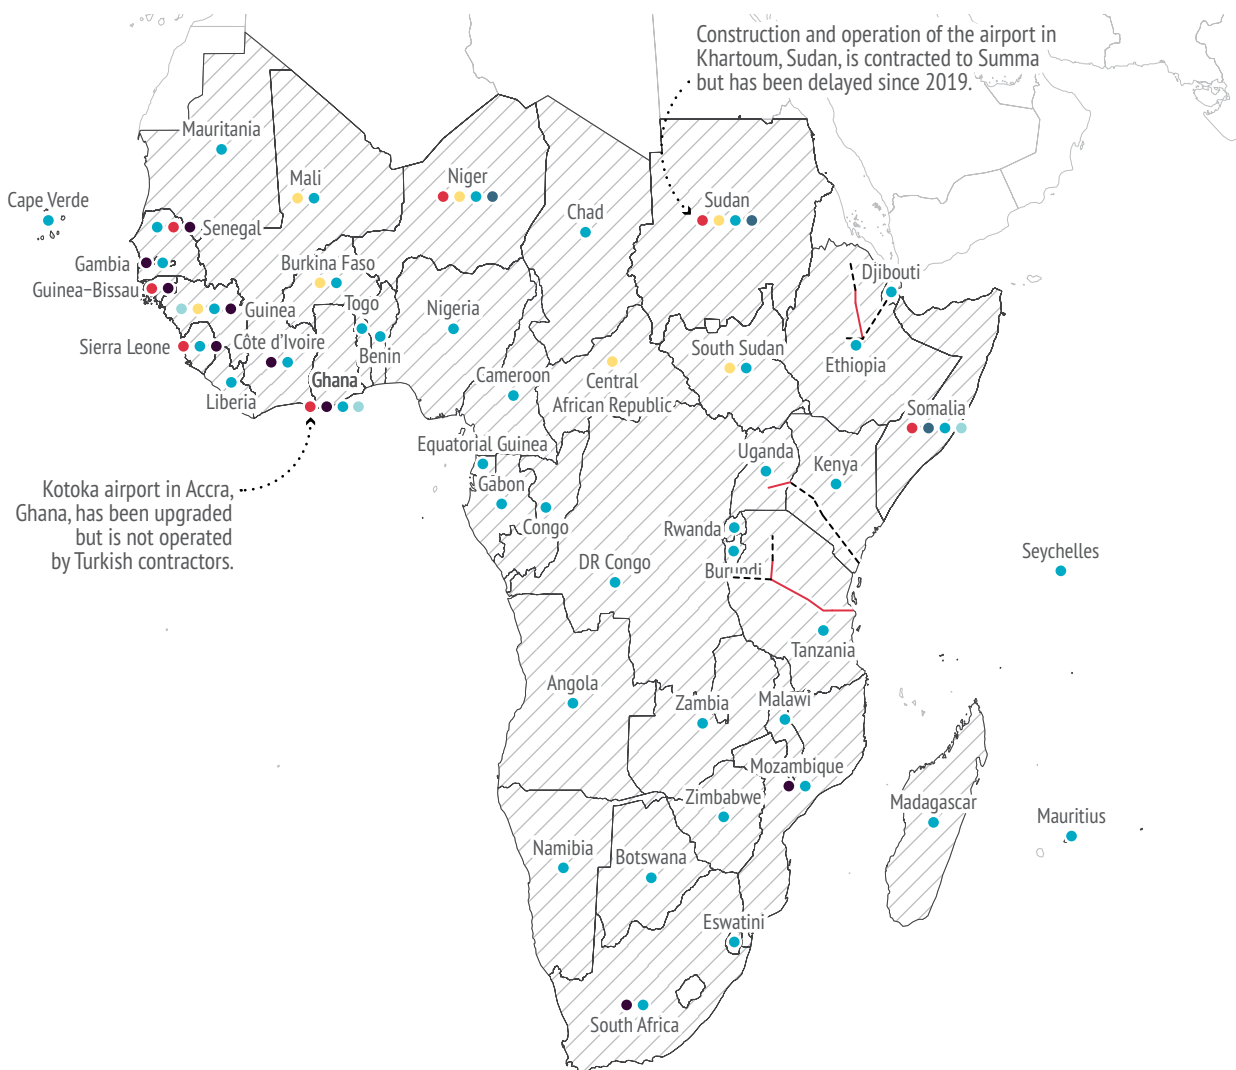 Construction and operation of the airport in
Khartoum, Sudan, is contracted to Summa
but has been delayed since 2019.
Mauritania
Mali
Niger
Chad
Sudan
Cape Verde
Senegal
Gambia
Guinea–Bissau
Burkina Faso
Djibouti
Guinea
Togo
Nigeria
Sierra Leone
Côte d'Ivoire
Benin
South Sudan
Ethiopia
Liberia
Ghana
Cameroon
Central
African Republic
Somalia
Equatorial Guinea
Uganda
Kenya
Gabon
Kotoka airport in Accra,
Ghana, has been upgraded
but is not operated
by Turkish contractors.
Congo
Rwanda
DR Congo
Burundi
Seychelles
Tanzania
Angola
Zambia
Malawi
Mozambique
Zimbabwe
Madagascar
Mauritius
Namibia
Botswana
Eswatini
South Africa